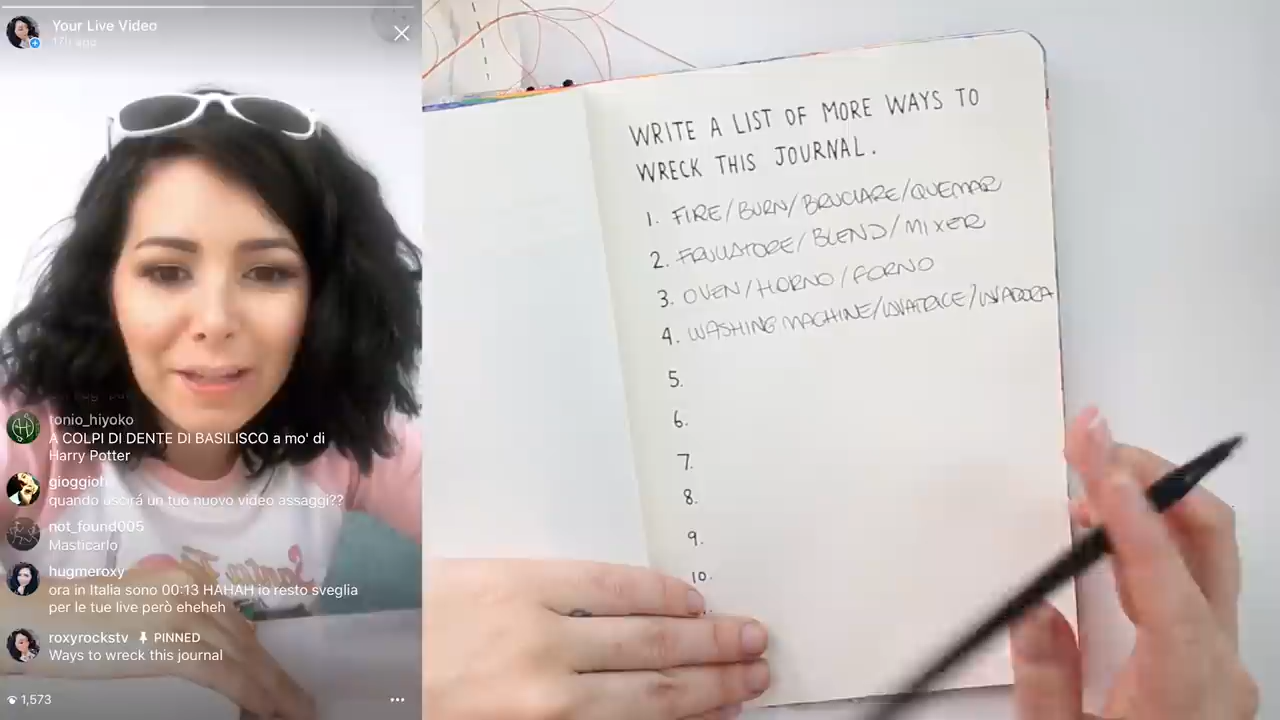 Your Live Video
17h ago
tonio_hiyoko
A COLPI DI DENTE DI BASILISCO a mo' di
Harry Potter
gioggioh
quando uscirá un tuo nuovo video assaggi??
not_found005
Masticarlo
hugmeroxy
ora in Italia sono 00:13 HAHAH io resto sveglia
per le tue live però eheheh
roxyrockstv PINNED
Ways to wreck this journal
1,573
WRITE A LIST OF MORE WAYS TO
WRECK THIS JOURNAL.
1. FIRE/BURN/BRUCIARE/QUEMAR
2. FRULLATORE/BLEND/MIXER
3. OVEN/HORNO/FORNO
4. WASHING MACHINE/LAVATRICE/LAVADORA
5.
6.
7.
8.
9.
10.